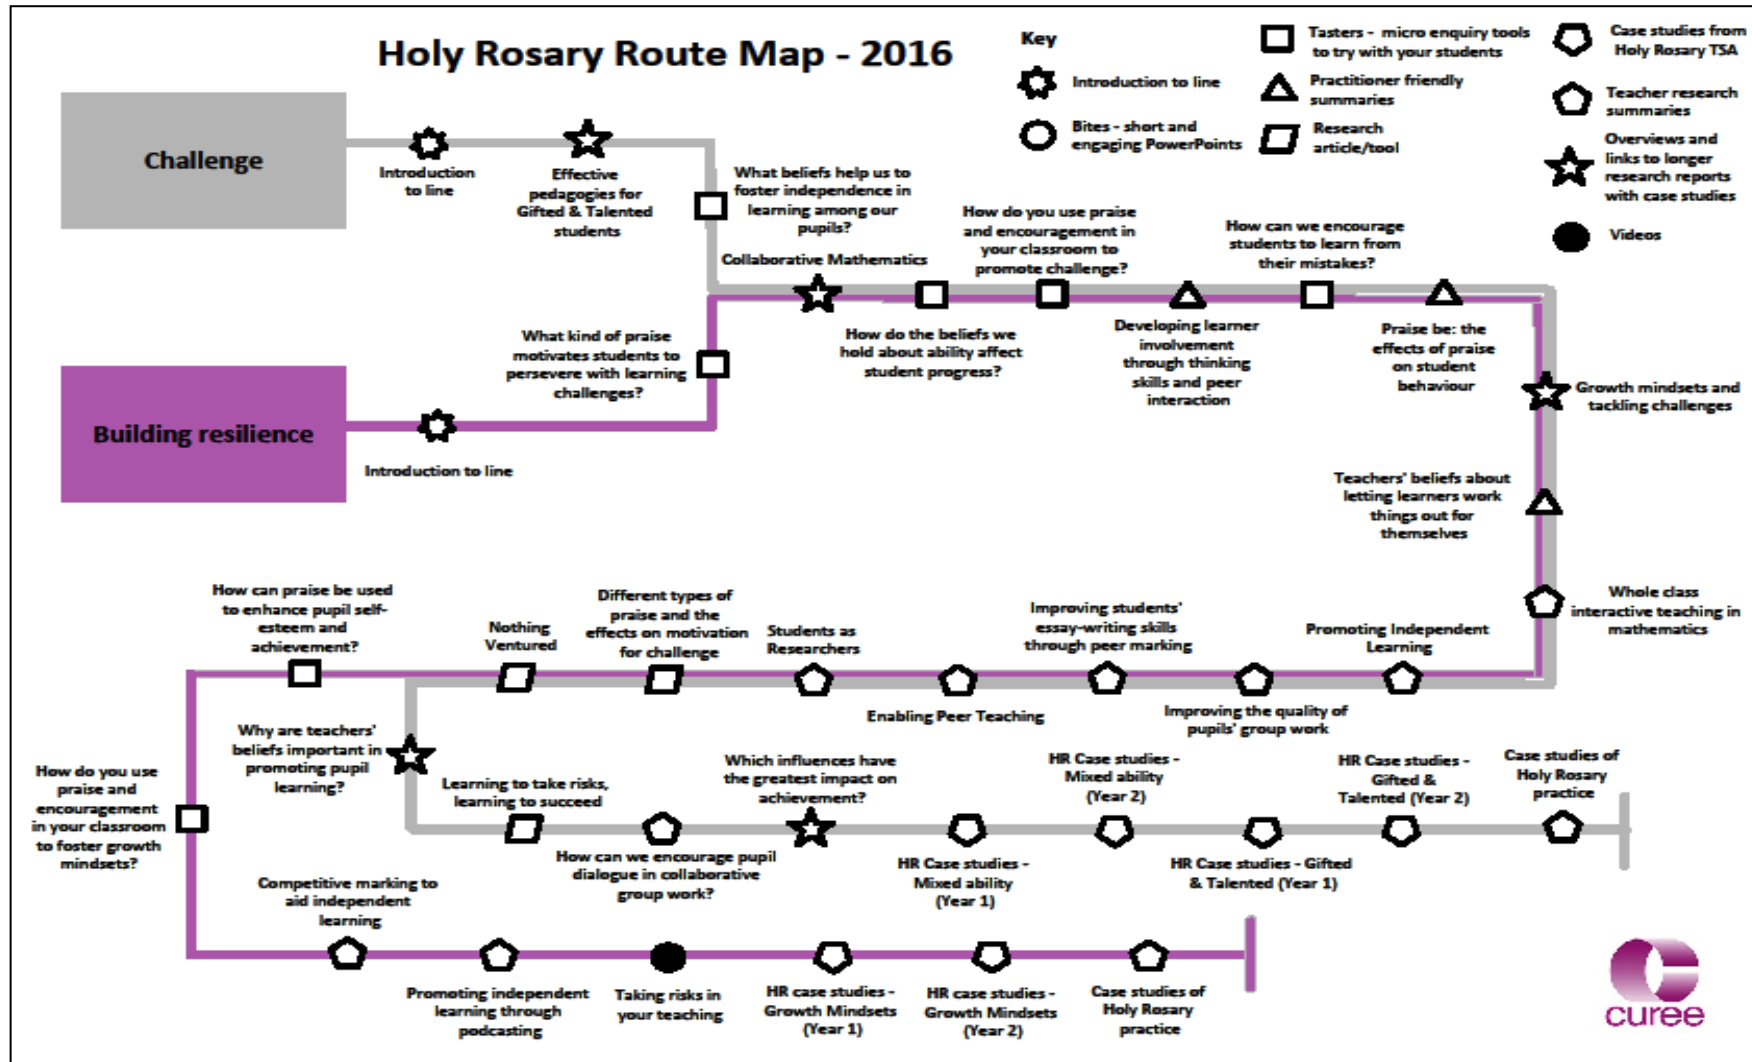 Holy Rosary Route Map - 2016
Key
Introduction to line
Bites - short and
engaging PowerPoints
Tasters - micro enquiry tools
to try with your students
Practitioner friendly
summaries
Research
article/tool
Case studies from
Holy Rosary TSA
Teacher research
summaries
Overviews and
links to longer
research reports
with case studies
Videos
Challenge
Introduction
to line
Effective
pedagogies for
Gifted & Talented
students
What beliefs help us to
foster independence in
learning among our
pupils?
Collaborative Mathematics
How do you use praise
and encouragement in
your classroom to
promote challenge?
How can we encourage
students to learn from
their mistakes?
What kind of praise
motivates students to
persevere with learning
challenges?
How do the beliefs we
hold about ability affect
student progress?
Developing learner
involvement
through thinking
skills and peer
interaction
Praise be: the
effects of praise
on student
behaviour
Growth mindsets and
tackling challenges
Building resilience
Introduction to line
Teachers' beliefs about
letting learners work
things out for
themselves
Whole class
interactive teaching in
mathematics
How can praise be used
to enhance pupil self-
esteem and
achievement?
Nothing
Ventured
Different types of
praise and the
effects on motivation
for challenge
Students as
Researchers
Improving students'
essay-writing skills
through peer marking
Promoting Independent
Learning
Enabling Peer Teaching
Improving the quality of
pupils' group work
Why are teachers'
beliefs important in
promoting pupil
learning?
How do you use
praise and
encouragement
in your classroom
to foster growth
mindsets?
Learning to take risks,
learning to succeed
Which influences have
the greatest impact on
achievement?
HR Case studies -
Mixed ability
(Year 2)
HR Case studies -
Gifted &
Talented (Year 2)
Case studies of
Holy Rosary
practice
How can we encourage pupil
dialogue in collaborative
group work?
HR Case studies -
Mixed ability
(Year 1)
HR Case studies - Gifted
& Talented (Year 1)
Competitive marking to
aid independent
learning
Promoting independent
learning through
podcasting
Taking risks in
your teaching
HR case studies -
Growth Mindsets
(Year 1)
HR case studies -
Growth Mindsets
(Year 2)
Case studies of
Holy Rosary
practice
curee